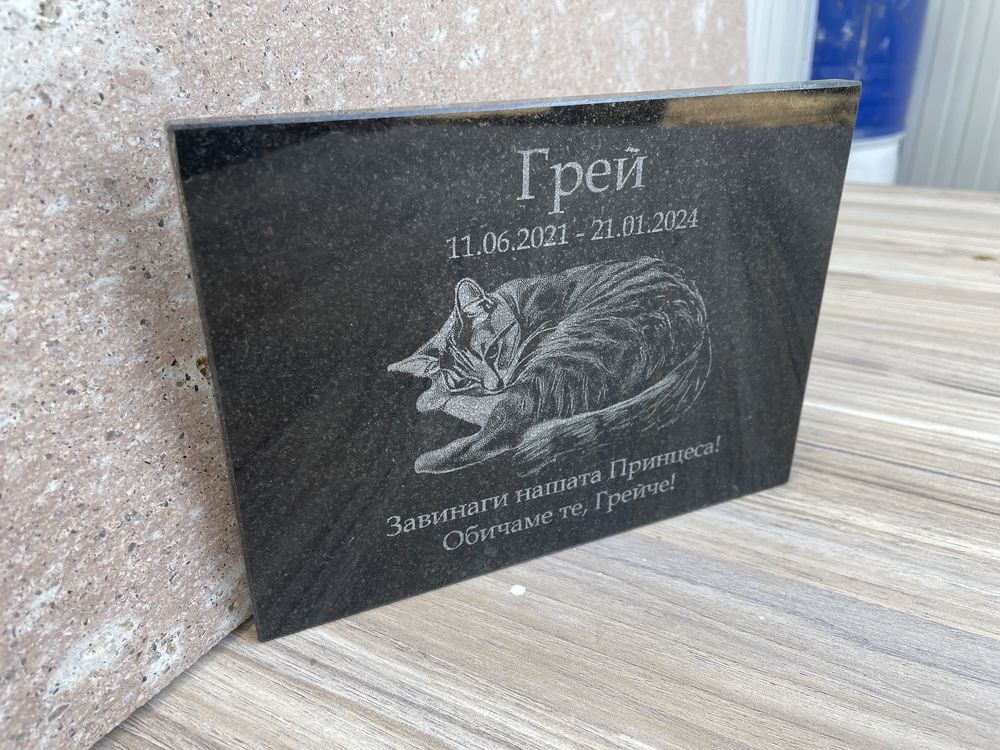 Грей
11.06.2021 - 21.01.2024
Завинаги нашата Принцеса!
Обичаме те, Грейче!